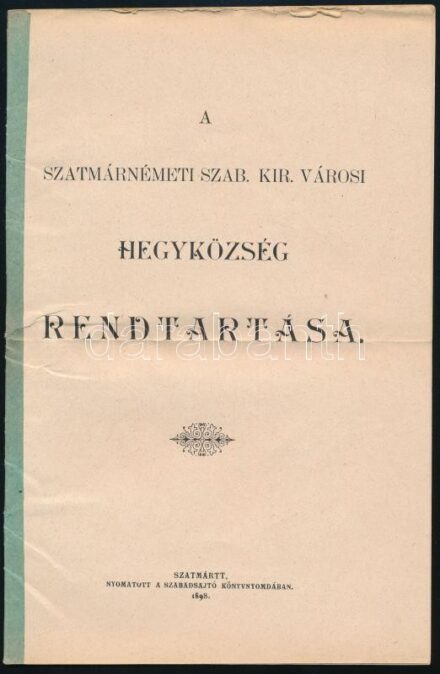 A
SZATMÁRNÉMETI SZAB. KIR. VÁROSI
HEGYKÖZSÉG
RENDTARTÁSA.
darabanth
SZATMÁRTT,
NYOMATOTT A SZABADSAJTÓ KÖNYVNYOMDÁBAN.
1898.